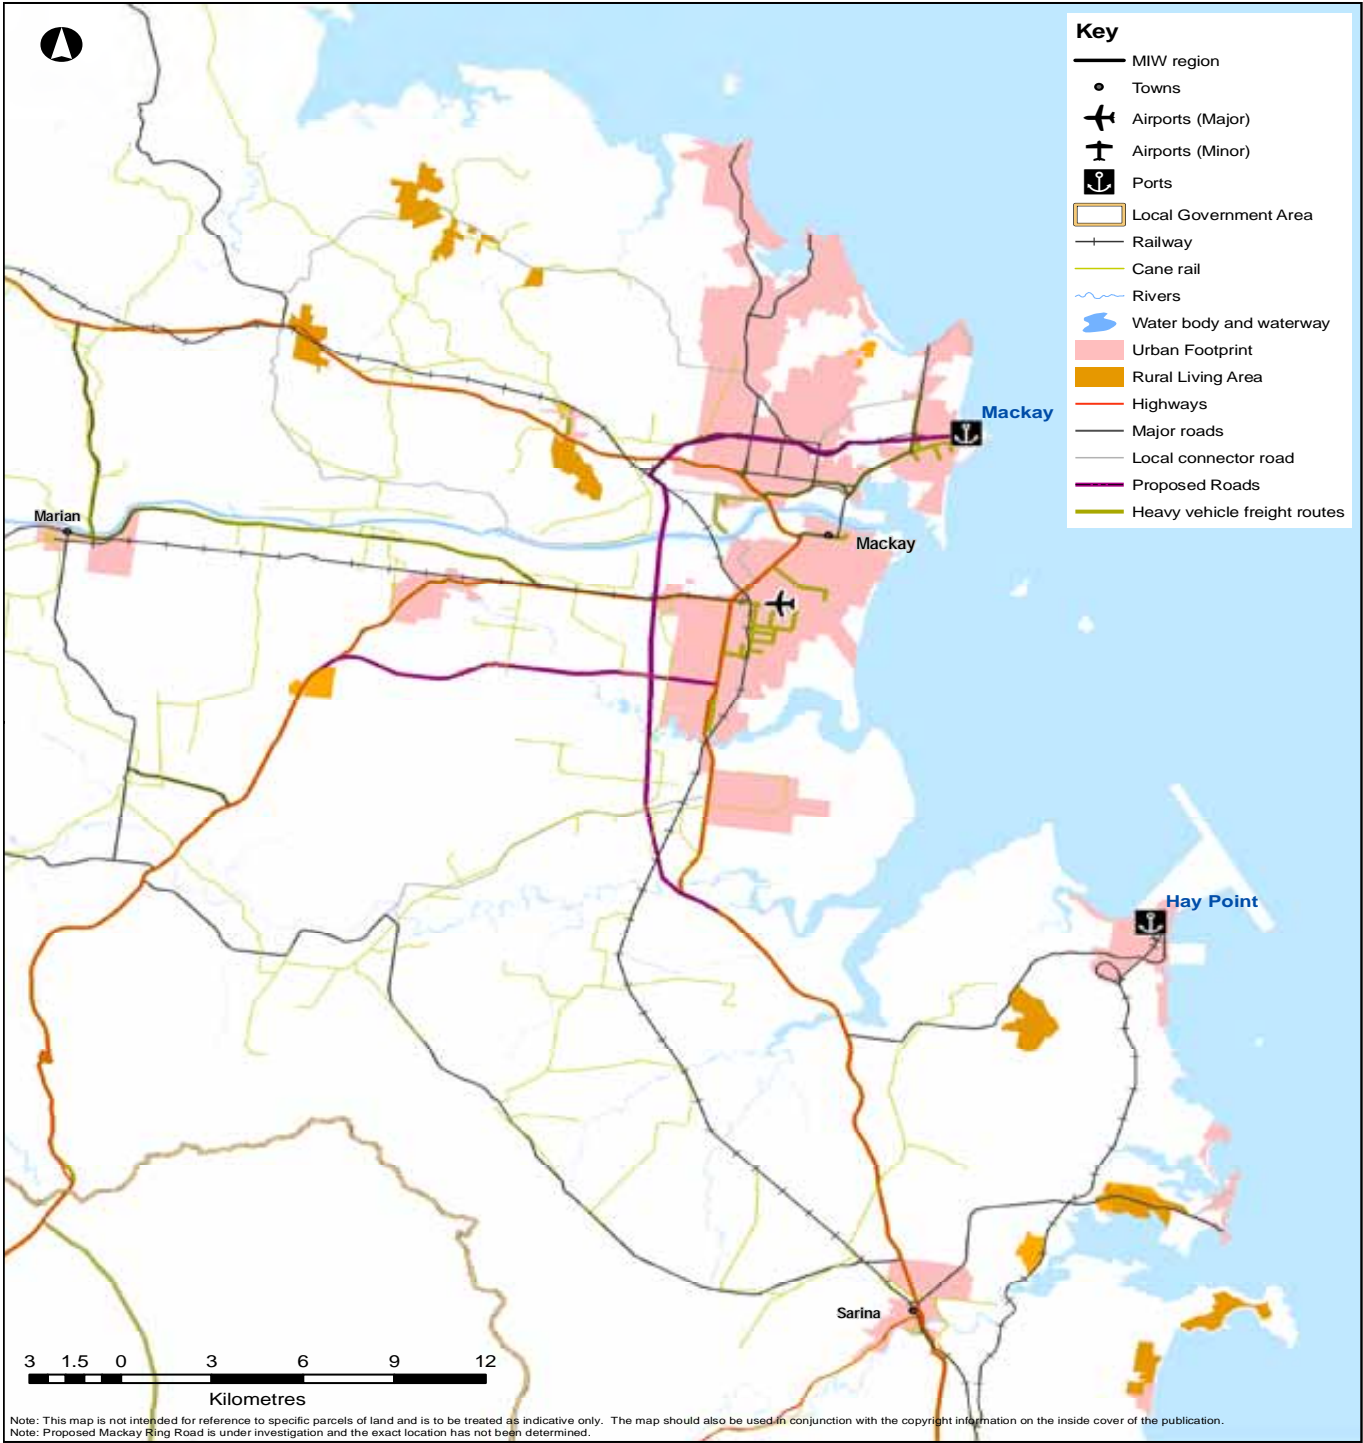 Key
MIW region
Towns
Airports (Major)
Airports (Minor)
Ports
Local Government Area
Railway
Cane rail
Rivers
Water body and waterway
Urban Footprint
Rural Living Area
Highways
Major roads
Local connector road
Proposed Roads
Heavy vehicle freight routes
Mackay
Marian
Mackay
Hay Point
Sarina
3 1.5 0 3 6 9 12
Kilometres
Note: This map is not intended for reference to specific parcels of land and is to be treated as indicative only. The map should also be used in conjunction with the copyright information on the inside cover of the publication.
Note: Proposed Mackay Ring Road is under investigation and the exact location has not been determined.